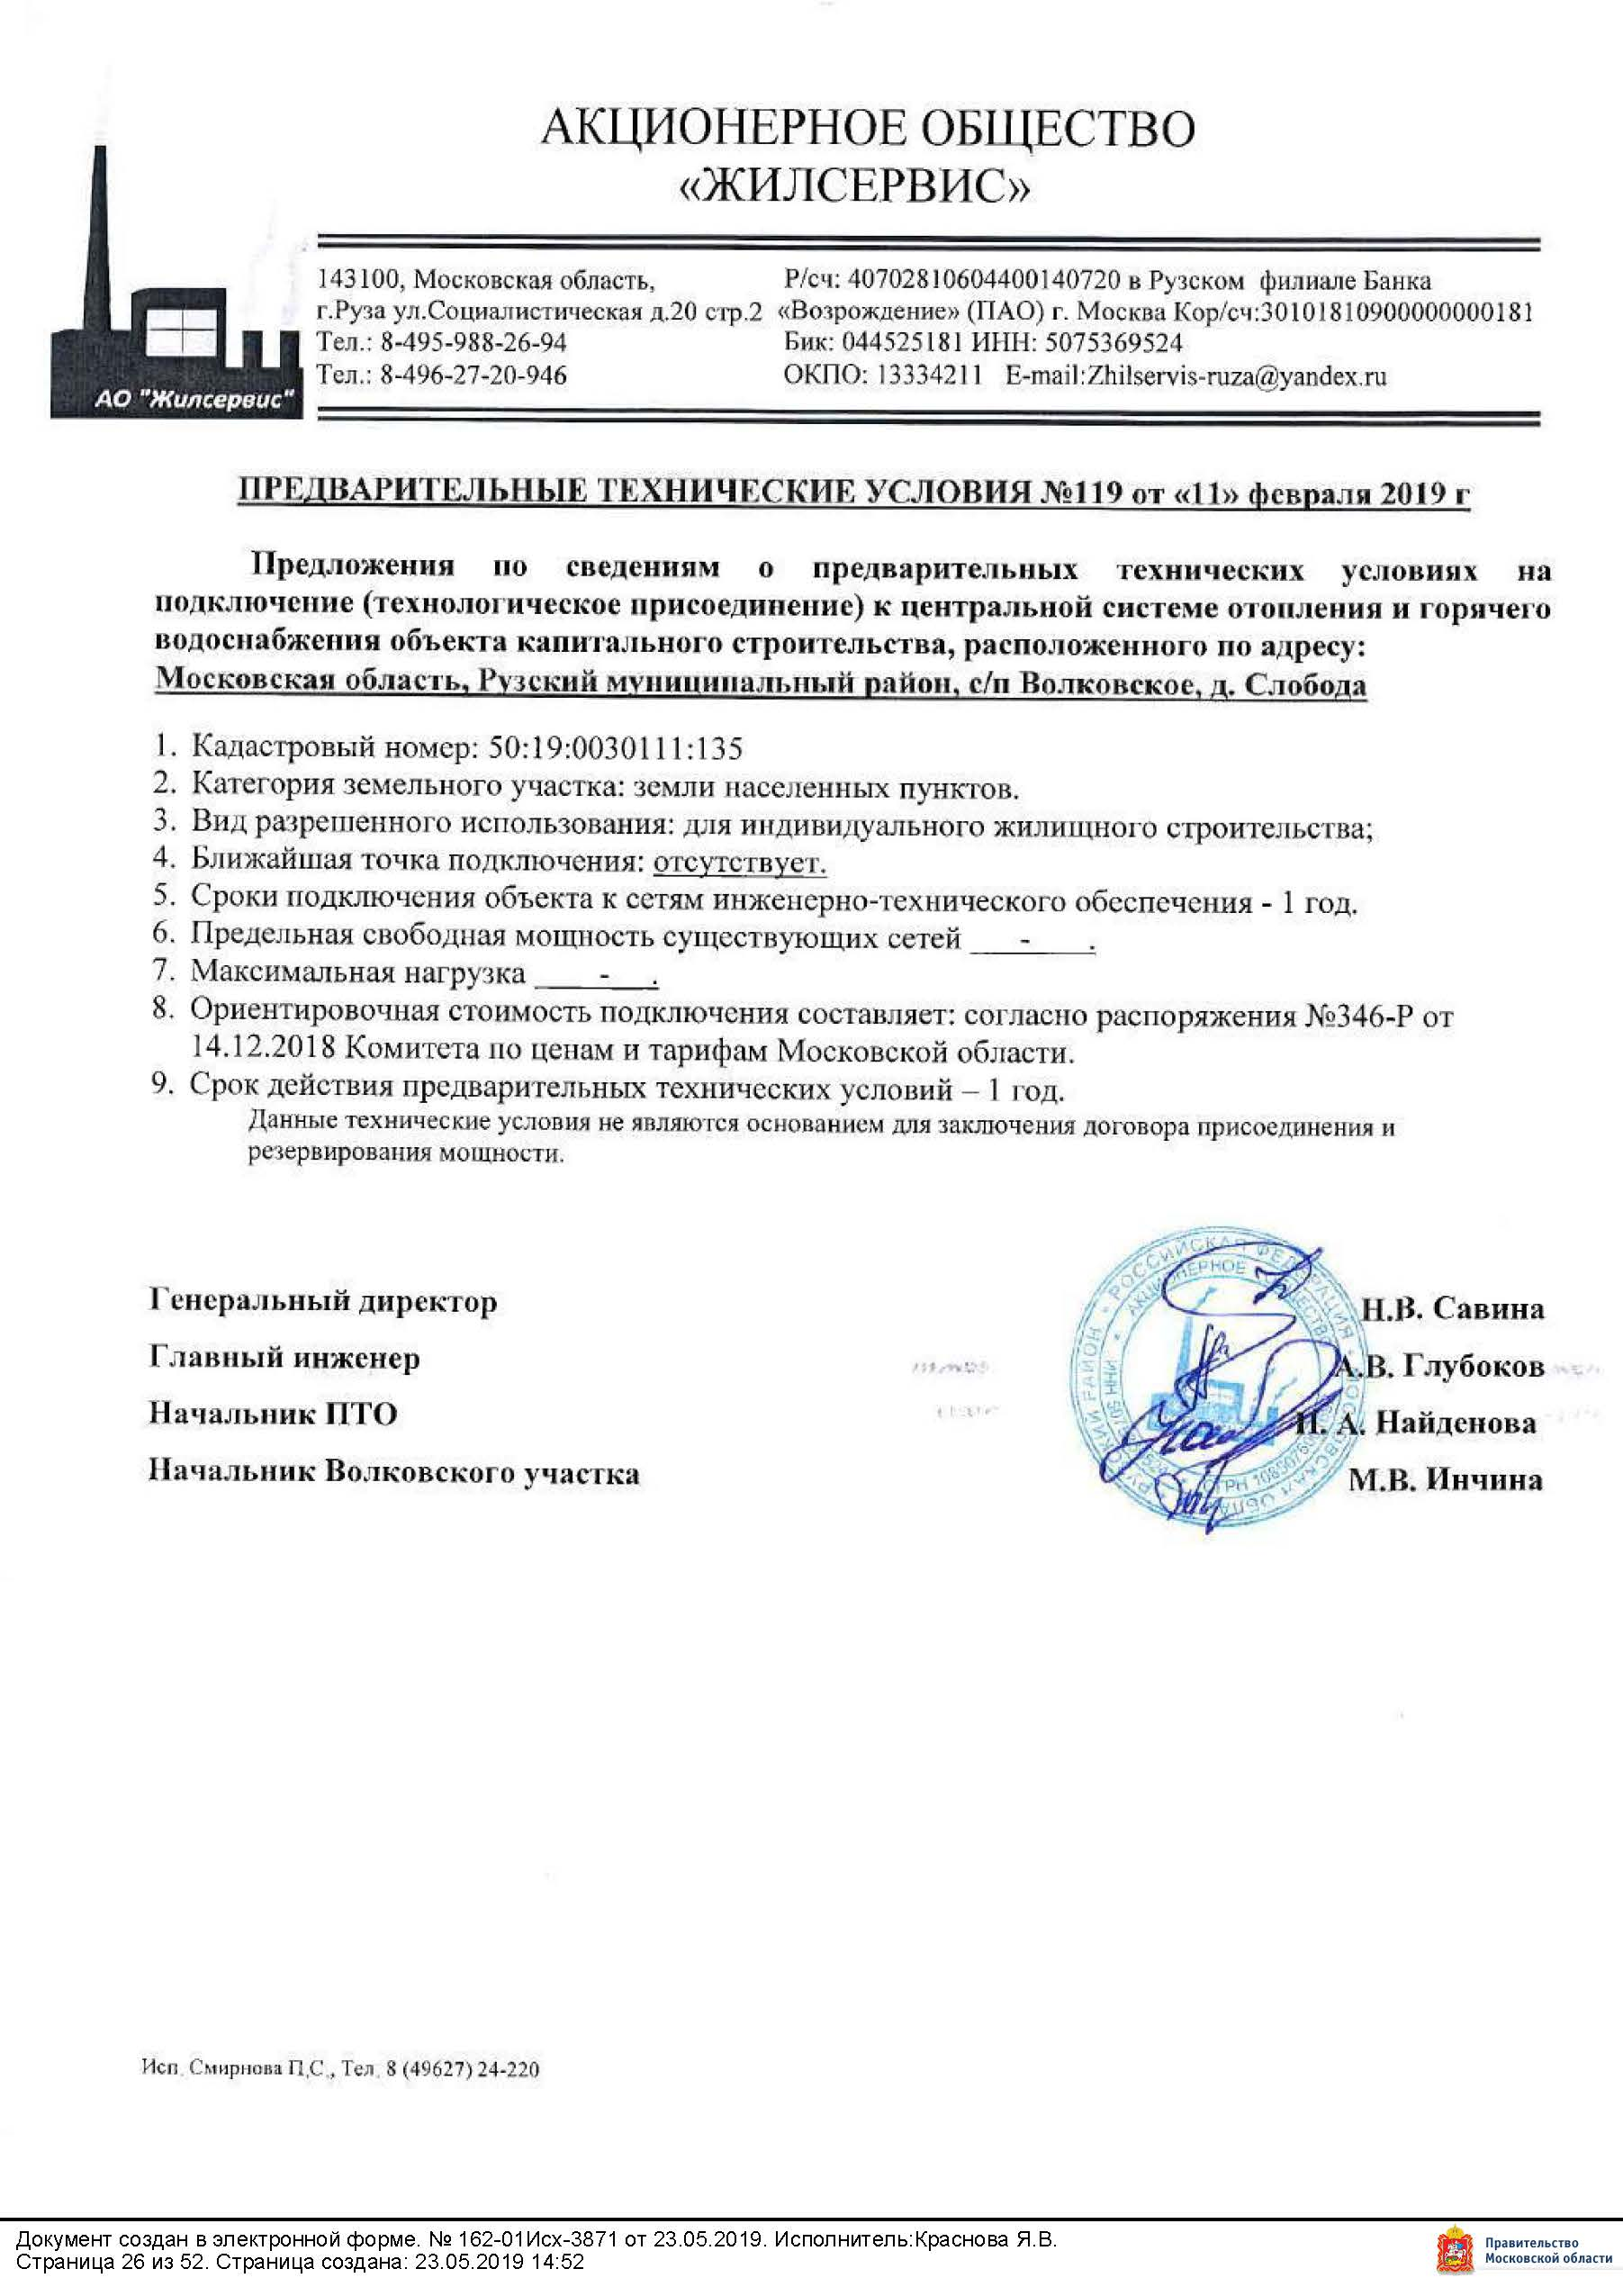 АКЦИОНЕРНОЕ ОБЩЕСТВО
«ЖИЛСЕРВИС»
АО "Жилсервис"
143100, Московская область,
г.Руза ул.Социалистическая д.20 стр.2
Тел.: 8-495-988-26-94
Тел.: 8-496-27-20-946
Р/сч: 40702810604400140720 в Рузском филиале Банка
«Возрождение» (ПАО) г. Москва Кор/сч:30101810900000000181
Бик: 044525181 ИНН: 5075369524
ОКПО: 13334211 E-mail:Zhilservis-ruza@yandex.ru
ПРЕДВАРИТЕЛЬНЫЕ ТЕХНИЧЕСКИЕ УСЛОВИЯ №119 от «11» февраля 2019 г
Предложения по сведениям о предварительных технических условиях на
подключение (технологическое присоединение) к центральной системе отопления и горячего
водоснабжения объекта капитального строительства, расположенного по адресу:
Московская область, Рузский муниципальный район, с/п Волковское, д. Слобода
1. Кадастровый номер: 50:19:0030111:135
2. Категория земельного участка: земли населенных пунктов.
3. Вид разрешенного использования: для индивидуального жилищного строительства;
4. Ближайшая точка подключения: отсутствует.
5. Сроки подключения объекта к сетям инженерно-технического обеспечения - 1 год.
6. Предельная свободная мощность существующих сетей ___-____.
7. Максимальная нагрузка ____-___.
8. Ориентировочная стоимость подключения составляет: согласно распоряжения №346-Р от
14.12.2018 Комитета по ценам и тарифам Московской области.
9. Срок действия предварительных технических условий – 1 год.
Данные технические условия не являются основанием для заключения договора присоединения и
резервирования мощности.
Генеральный директор Н.В. Савина
Главный инженер А.В. Глубоков
Начальник ПТО А. Найденова
Начальник Волковского участка М.В. Инчина
РОССИЙСКАЯ ФЕДЕРАЦИЯ
АКЦИОНЕРНОЕ
Исп. Смирнова П.С., Тел. 8 (49627) 24-220
Документ создан в электронной форме. № 162-01Исх-3871 от 23.05.2019. Исполнитель:Краснова Я.В.
Страница 26 из 52. Страница создана: 23.05.2019 14:52
Правительство
Московской области